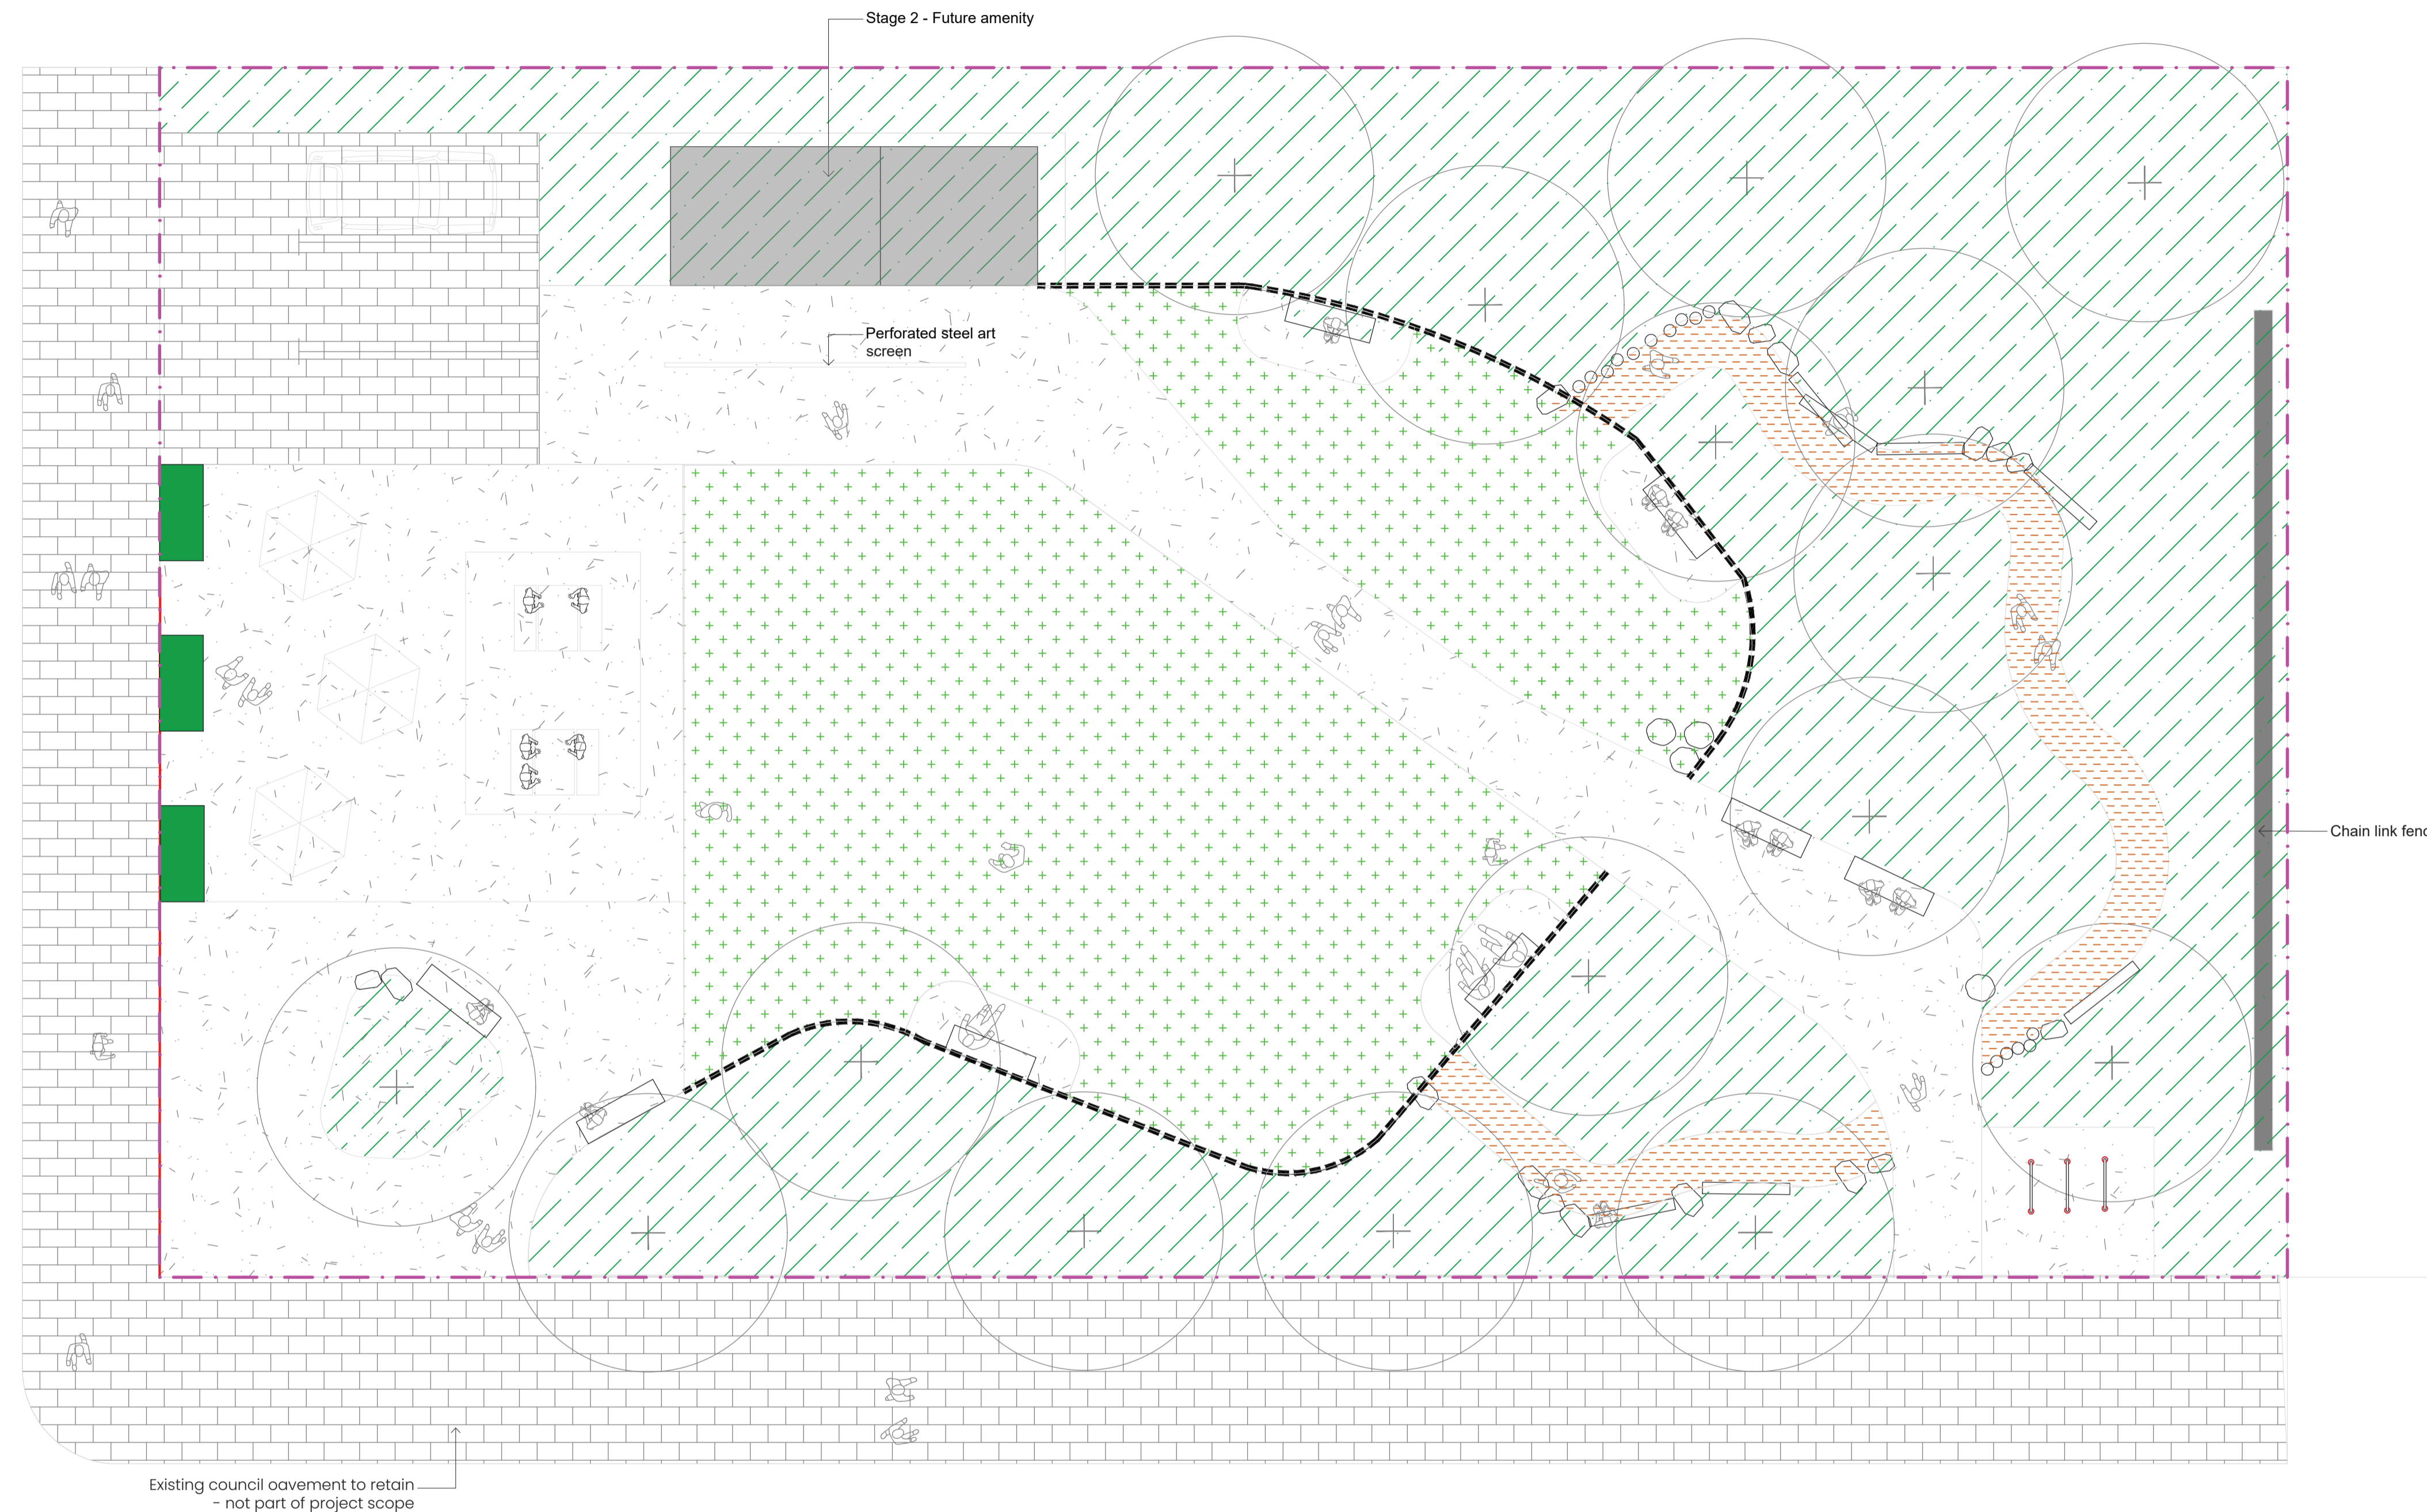 Stage 2 - Future amenity
Perforated steel art
screen
Chain link fenc
Existing council oavement to retain
- not part of project scope